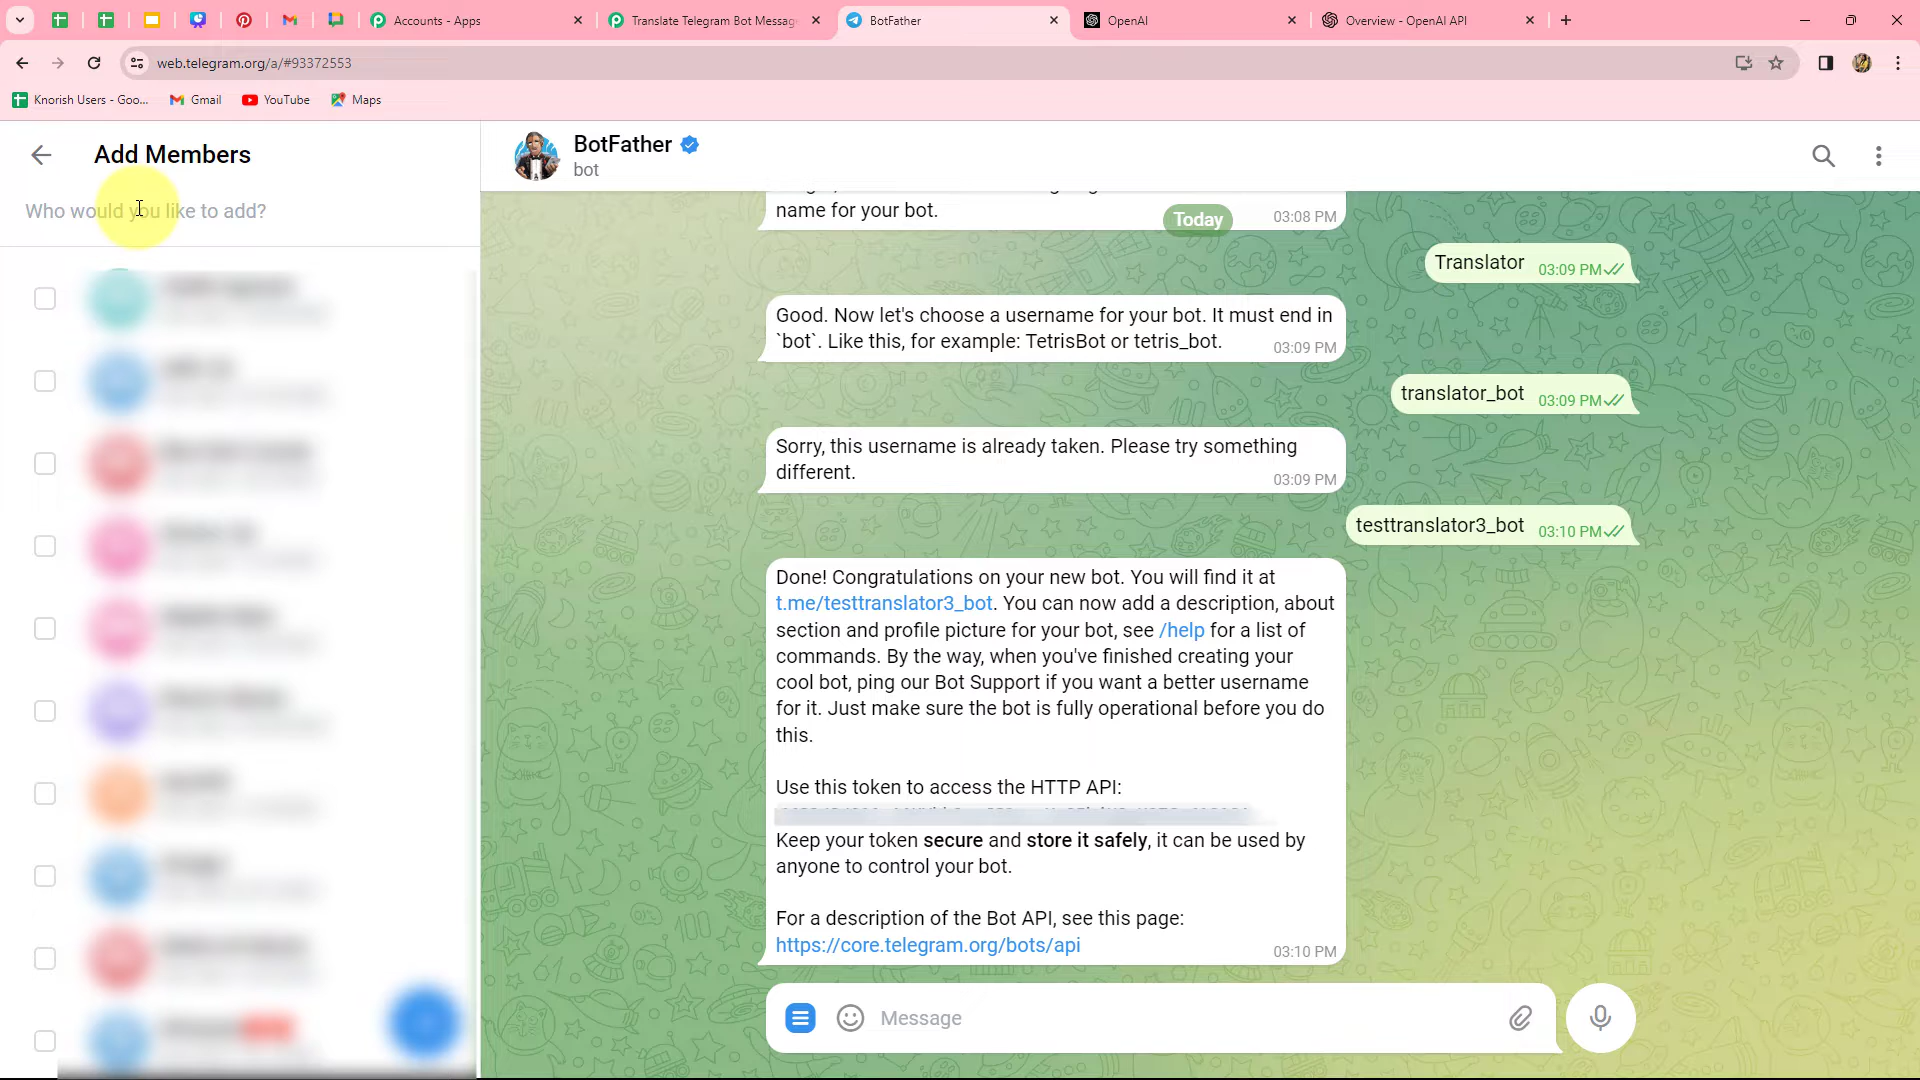 Accounts - Apps
Translate Telegram Bot Messag
BotFather
OpenAI
Overview - OpenAI API
web.telegram.org/a/#93372553
Knorish Users - Goo...
Gmail
YouTube
Maps
Add Members
Who would you like to add?
BotFather
bot
name for your bot.
03:08 PM
Today
Translator
03:09 PM
Good. Now let's choose a username for your bot. It must end in
`bot`. Like this, for example: TetrisBot or tetris_bot.
03:09 PM
translator_bot
03:09 PM
Sorry, this username is already taken. Please try something
different.
03:09 PM
testtranslator3_bot
03:10 PM
Done! Congratulations on your new bot. You will find it at
t.me/testtranslator3_bot. You can now add a description, about
section and profile picture for your bot, see /help for a list of
commands. By the way, when you've finished creating your
cool bot, ping our Bot Support if you want a better username
for it. Just make sure the bot is fully operational before you do
this.
Use this token to access the HTTP API:
Keep your token secure and store it safely, it can be used by
anyone to control your bot.
For a description of the Bot API, see this page:
https://core.telegram.org/bots/api
03:10 PM
Message